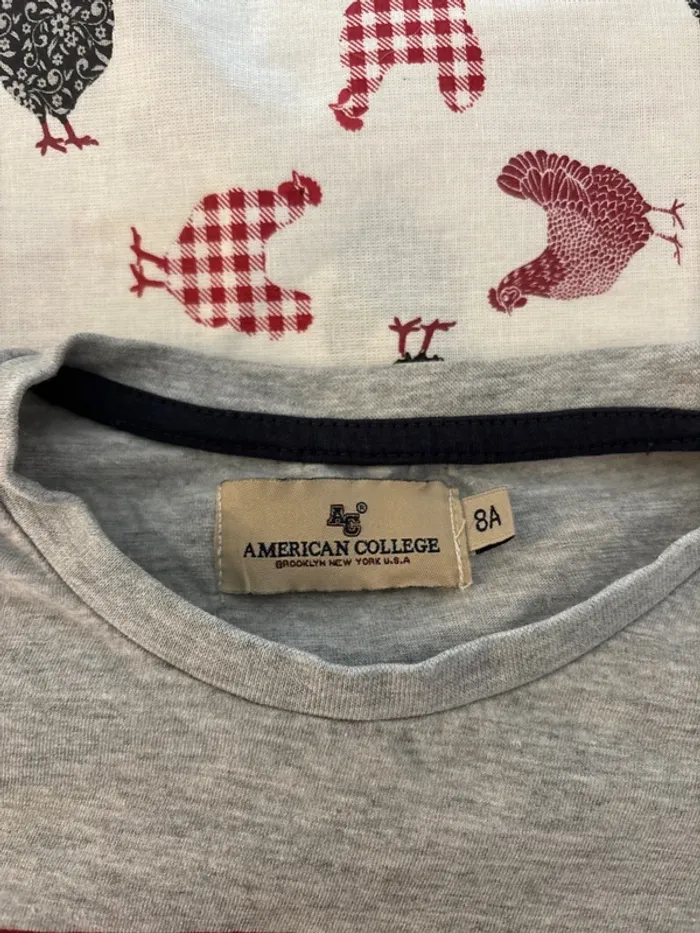 AC®
AMERICAN COLLEGE
BROOKLYN NEW YORK U.S.A
8A